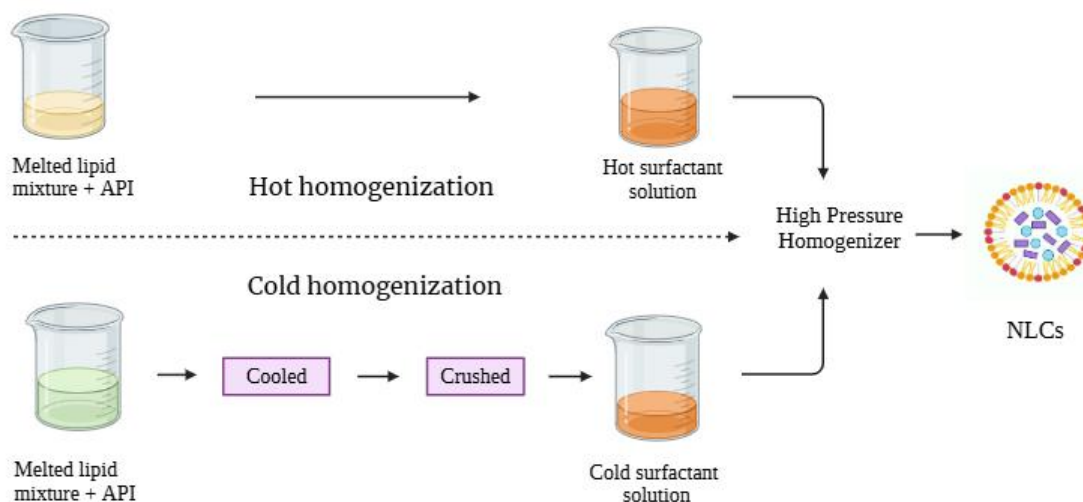 Melted lipid
mixture + API
Hot homogenization
Hot surfactant
solution
High Pressure
Homogenizer
NLCs
Cold homogenization
Cooled
Crushed
Melted lipid
mixture + API
Cold surfactant
solution